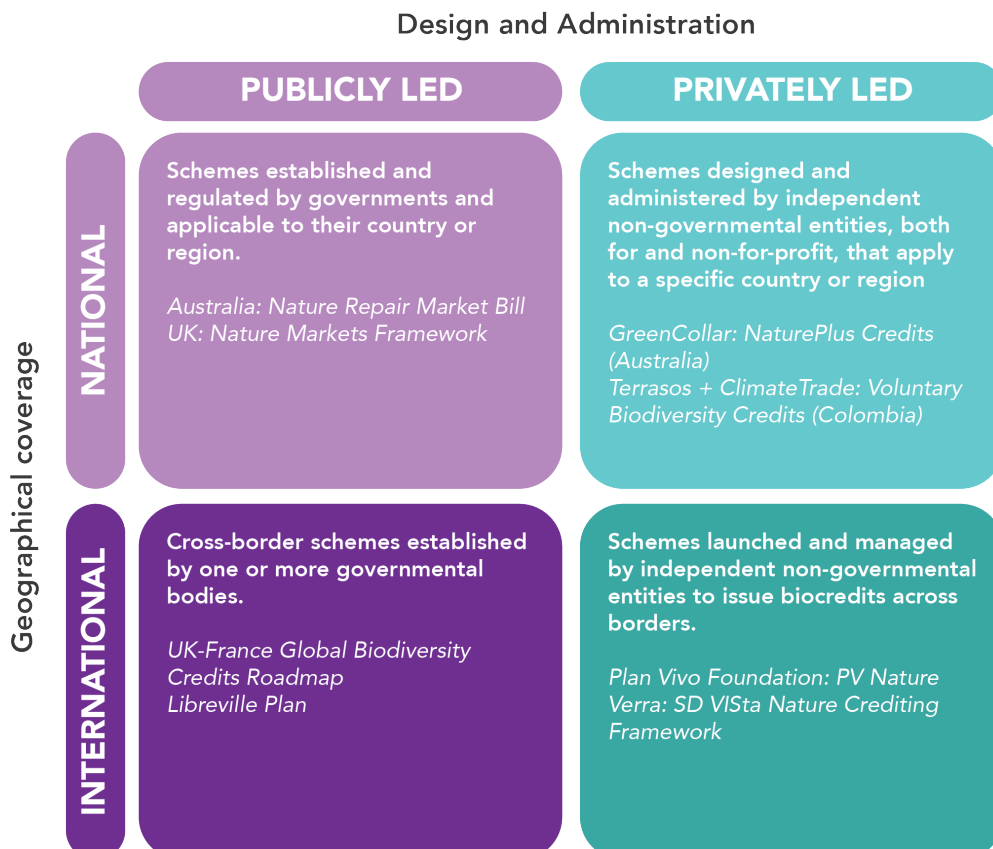 Design and Administration
PUBLICLY LED
PRIVATELY LED
Geographical coverage
NATIONAL
Schemes established and
regulated by governments and
applicable to their country or
region.
Australia: Nature Repair Market Bill
UK: Nature Markets Framework
Schemes designed and
administered by independent
non-governmental entities, both
for and non-for-profit, that apply
to a specific country or region
GreenCollar: NaturePlus Credits
(Australia)
Terrasos + ClimateTrade: Voluntary
Biodiversity Credits (Colombia)
INTERNATIONAL
Cross-border schemes established
by one or more governmental
bodies.
UK-France Global Biodiversity
Credits Roadmap
Libreville Plan
Schemes launched and managed
by independent non-governmental
entities to issue biocredits across
borders.
Plan Vivo Foundation: PV Nature
Verra: SD VISta Nature Crediting
Framework